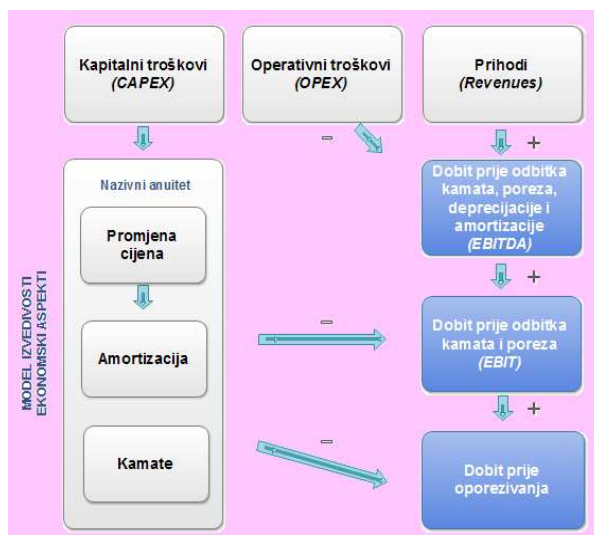 Kapitalni troškovi
(CAPEX)
Operativni troškovi
(OPEX)
Prihodi
(Revenues)
–
+
Nazivni anuitet
Promjena
cijena
Amortizacija
Kamate
Dobit prije odbitka
kamata, poreza,
deprecijacije i
amortizacije
(EBITDA)
+
–
Dobit prije odbitka
kamata i poreza
(EBIT)
+
–
Dobit prije
oporezivanja
MODEL IZVEDIVOSTI
EKONOMSKI ASPEKTI